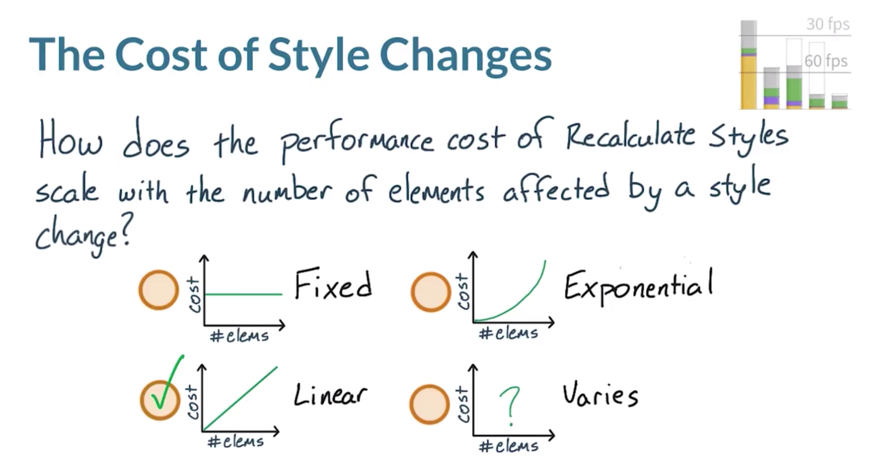 The Cost of Style Changes
30 fps
60 fps
How does the performance cost of Recalculate Styles
scale with the number of elements affected by a style
change?
cost
#elems
Fixed
cost
#elems
Exponential
cost
#elems
Linear
cost
?
#elems
Varies